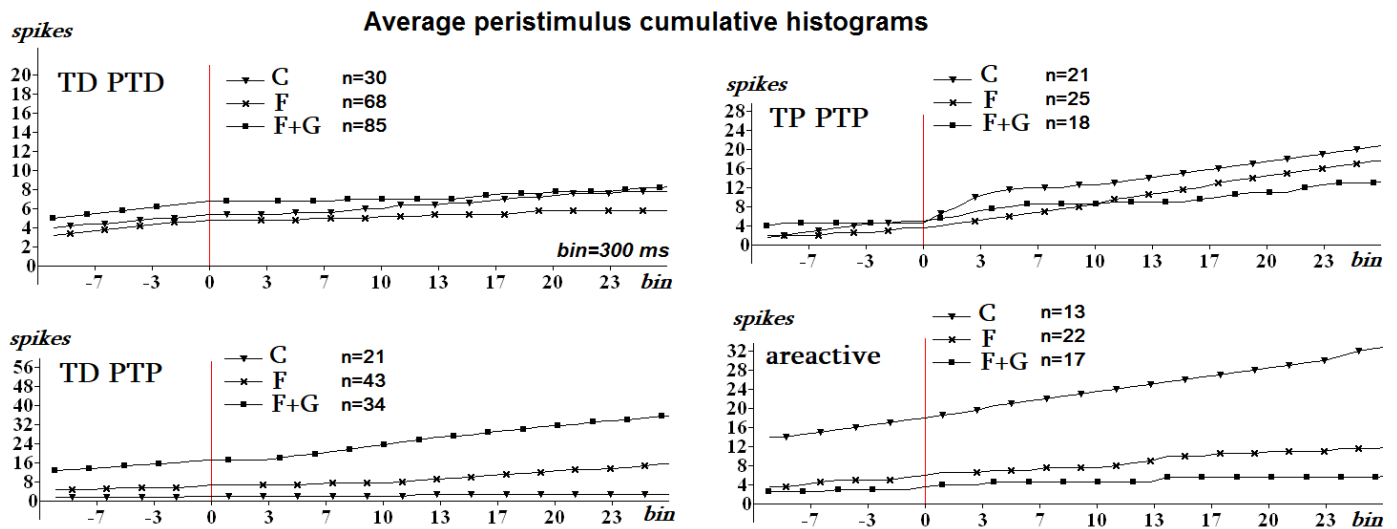 Average peristimulus cumulative histograms
spikes
TD PTD
C n=30
F n=68
F+G n=85
20
18
16
14
12
10
8
6
4
2
0
bin=300 ms
-7 -3 0 3 7 10 13 17 20 23 bin
spikes
TP PTP
C n=21
F n=25
F+G n=18
28
24
20
16
12
8
4
0
-7 -3 0 3 7 10 13 17 20 23 bin
spikes
TD PTP
C n=21
F n=43
F+G n=34
56
48
40
32
24
16
8
0
-7 -3 0 3 7 10 13 17 20 23 bin
spikes
areactive
C n=13
F n=22
F+G n=17
32
28
24
20
16
12
8
4
0
-7 -3 0 3 7 10 13 17 20 23 bin